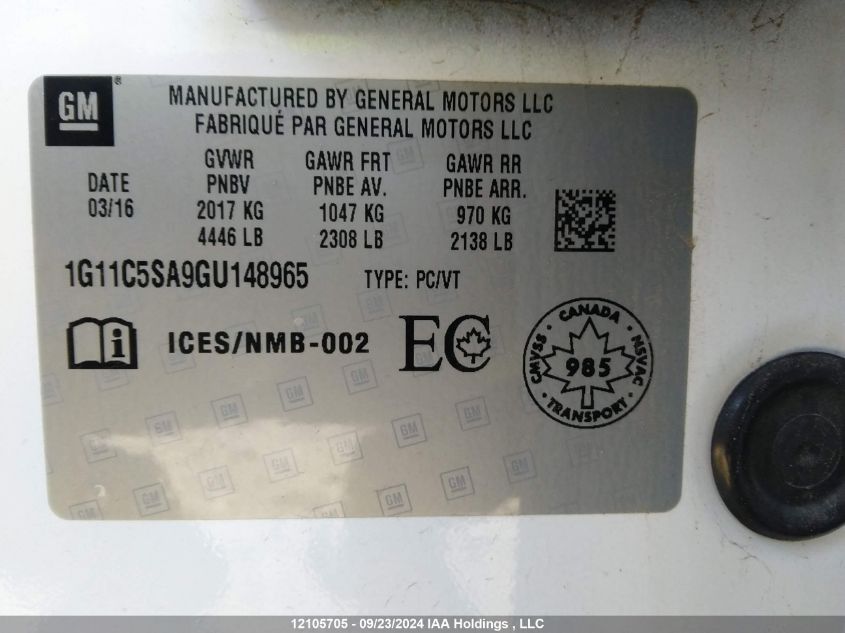 GM
MANUFACTURED BY GENERAL MOTORS LLC
FABRIQUÉ PAR GENERAL MOTORS LLC
DATE
03/16
GVWR
PNBV
2017 KG
4446 LB
GAWR FRT
PNBE AV.
1047 KG
2308 LB
GAWR RR
PNBE ARR.
970 KG
2138 LB
1G11C5SA9GU148965 TYPE: PC/VT
i ICES/NMB-002 EC
CANADA
CMVSS 985 NSVAC
TRANSPORT
12105705 - 09/23/2024 IAA Holdings , LLC